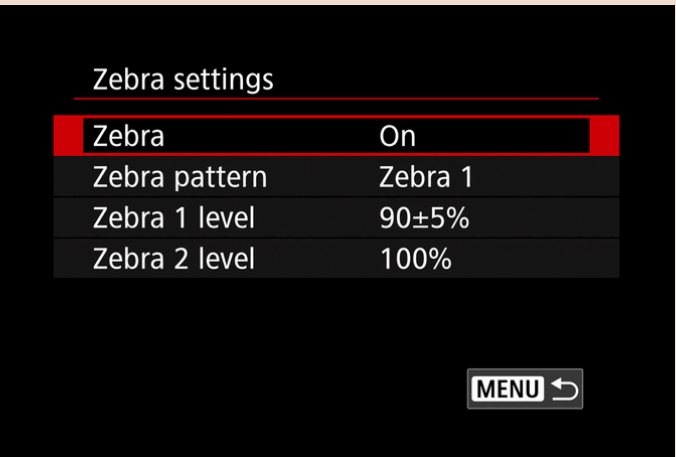 Zebra settings
Zebra On
Zebra pattern Zebra 1
Zebra 1 level 90±5%
Zebra 2 level 100%
MENU